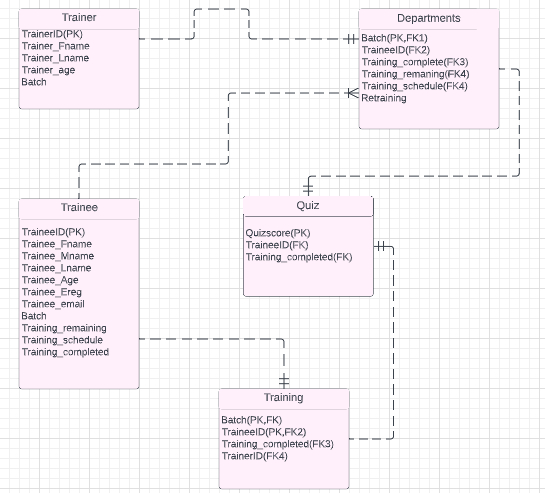 Trainer
TrainerID(PK)
Trainer_Fname
Trainer_Lname
Trainer_age
Batch
Departments
Batch(PK,FK1)
TraineeID(FK2)
Training_complete(FK3)
Training_remaning(FK4)
Training_schedule(FK4)
Retraining
Trainee
TraineeID(PK)
Trainee_Fname
Trainee_Mname
Trainee_Lname
Trainee_Age
Trainee_Ereg
Trainee_email
Batch
Training_remaining
Training_schedule
Training_completed
Quiz
Quizscore(PK)
TraineeID(FK)
Training_completed(FK)
Training
Batch(PK,FK)
TraineeID(PK,FK2)
Training_completed(FK3)
TrainerID(FK4)